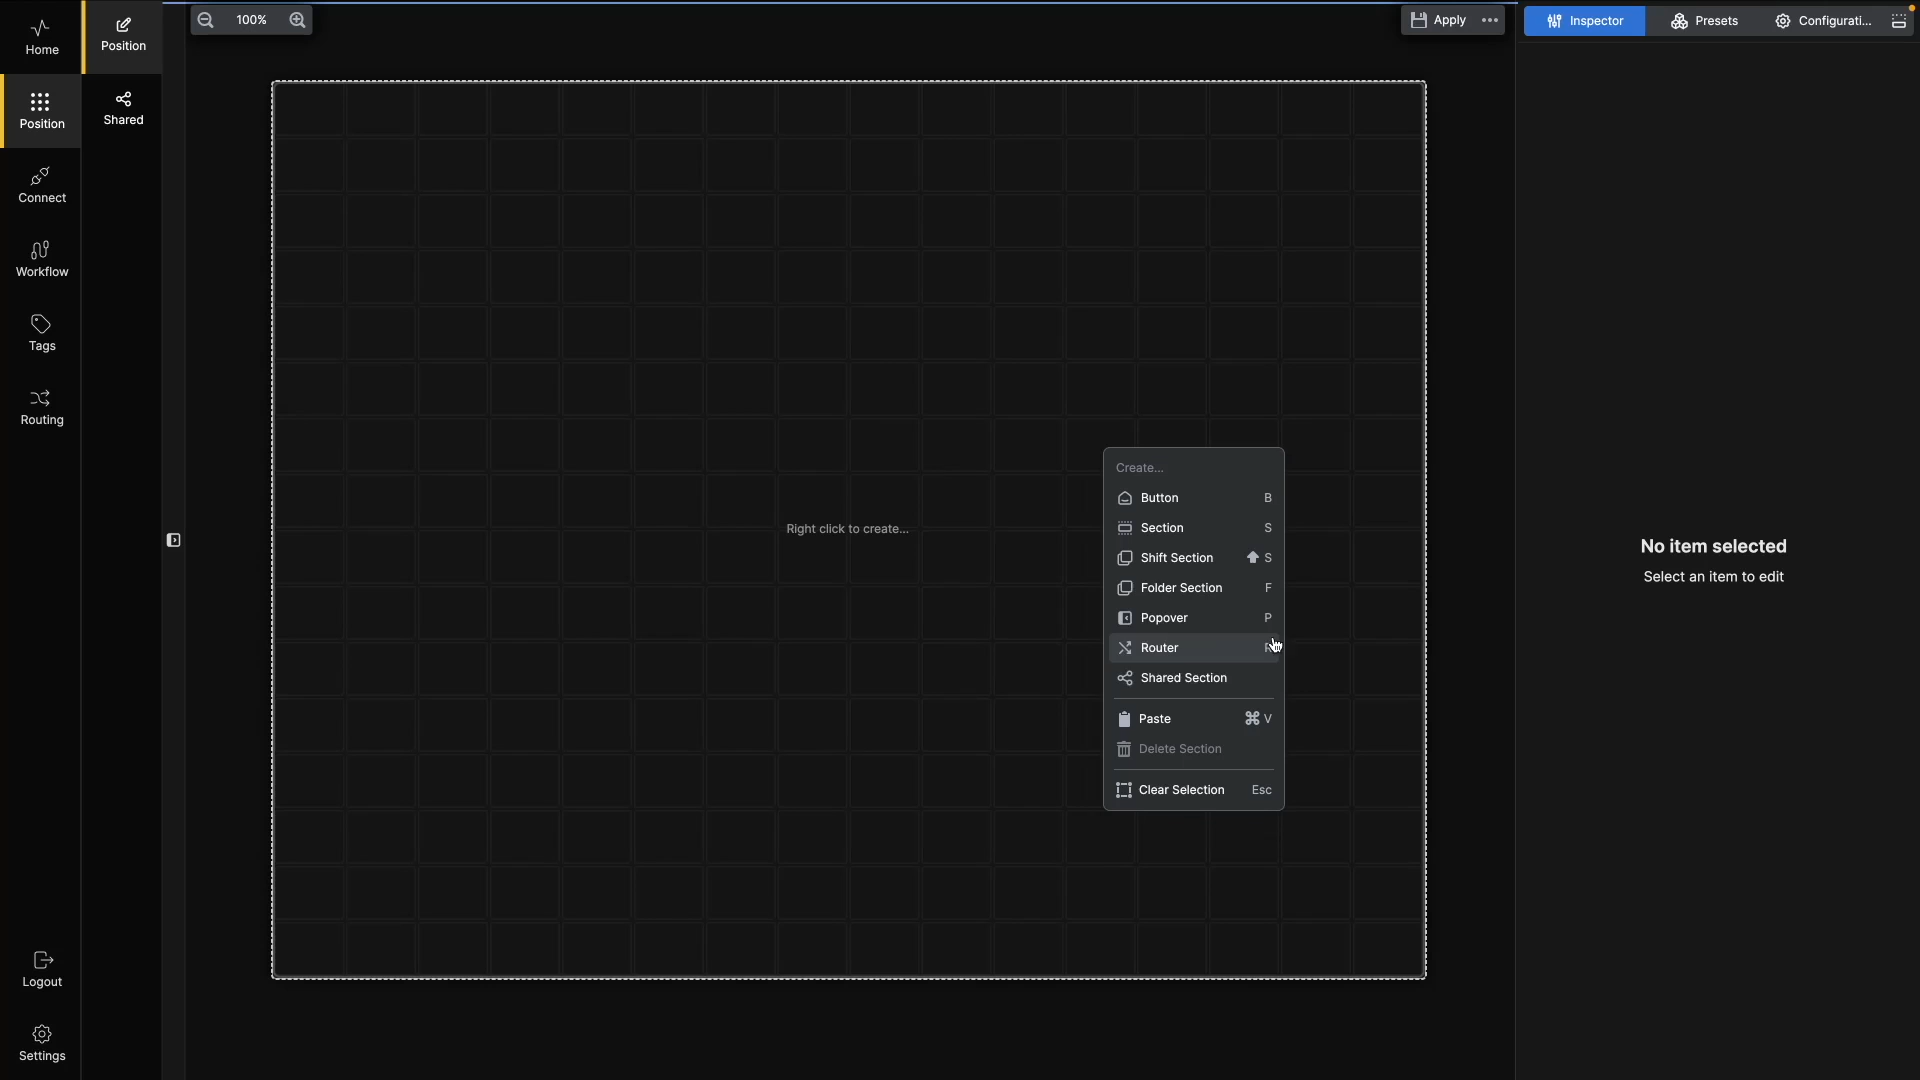 Home
Position
Connect
Workflow
Tags
Routing
Logout
Settings
Position
Shared
100%
Apply
Inspector
Presets
Configurati...
Right click to create...
Create...
Button B
Section S
Shift Section S
Folder Section F
Popover P
Router
Shared Section
Paste ⌘ V
Delete Section
Clear Selection Esc
No item selected
Select an item to edit